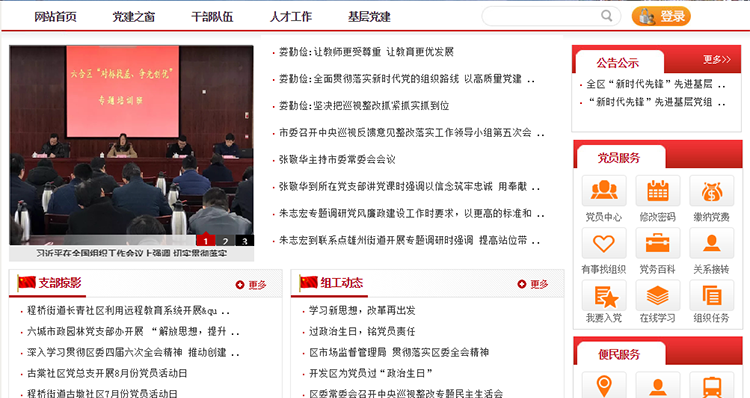 网站首页 党建之窗 干部队伍 人才工作 基层党建 登录
六合区“对标找差、争先创优”
专题培训班
1 2 3
习近平在全国组织工作会议上强调 切实贯彻落实
娄勤俭:让教师更受尊重 让教育更优发展
娄勤俭:全面贯彻落实新时代党的组织路线 以高质量党建 ..
娄勤俭:坚决把巡视整改抓紧抓实抓到位
市委召开中央巡视反馈意见整改落实工作领导小组第五次会 ..
张敬华主持市委常委会会议
张敬华到所在党支部讲党课时强调以信念筑牢忠诚 用奉献 ..
朱志宏专题调研党风廉政建设工作时要求，以更高的标准和 ..
朱志宏到联系点雄州街道开展专题调研时强调 提高站位带 ..
公告公示 更多>>
全区“新时代先锋”先进基层 ..
“新时代先锋”先进基层党组 ..
党员服务
党员中心 修改密码 缴纳党费
有事找组织 党务百科 关系接转
我要入党 在线学习 组织任务
便民服务
支部掠影 更多
程桥街道长青社区利用远程教育系统开展&qu ..
六城市政园林党支部办开展 “解放思想，提升 ..
深入学习贯彻区委四届六次全会精神 推动创建 ..
古棠社区党总支开展8月份党员活动日
程桥街道古墩社区7月份党员活动日
组工动态 更多
学习新思想，改革再出发
过政治生日，铭党员责任
区市场监督管理局 贯彻落实区委全会精神
开发区为党员过“政治生日”
区委常委会召开中央巡视整改专题民主生活会